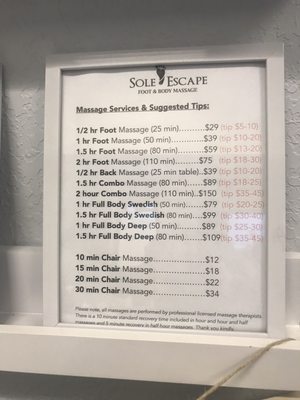 SOLE ESCAPE
FOOT & BODY MASSAGE
Massage Services & Suggested Tips:
1/2 hr Foot Massage (25 min)............$29 (tip $5-10)
1 hr Foot Massage (50 min)...............$39 (tip $10-20)
1.5 hr Foot Massage (80 min)............$59 (tip $13-20)
2 hr Foot Massage (110 min)............$75 (tip $18-30)
1/2 hr Back Massage (25 min table)..$39 (tip $10-20)
1.5 hr Combo Massage (80 min).......$89 (tip $18-25)
2 hour Combo Massage (110 min)..$150 (tip $35-45)
1 hr Full Body Swedish (50 min)........$79 (tip $20-25)
1.5 hr Full Body Swedish (80 min)....$99 (tip $30-40)
1 hr Full Body Deep (50 min).............$89 (tip $25-30)
1.5 hr Full Body Deep (80 min)........$109 (tip $35-45)
10 min Chair Massage..................$12
15 min Chair Massage..................$18
20 min Chair Massage..................$22
30 min Chair Massage..................$34
Please note, all massages are performed by professional licensed massage therapists
There is a 10 minute standard recovery time included in hour and hour and half
massages and 5 minute recovery in half hour massages. Thank you kindly.